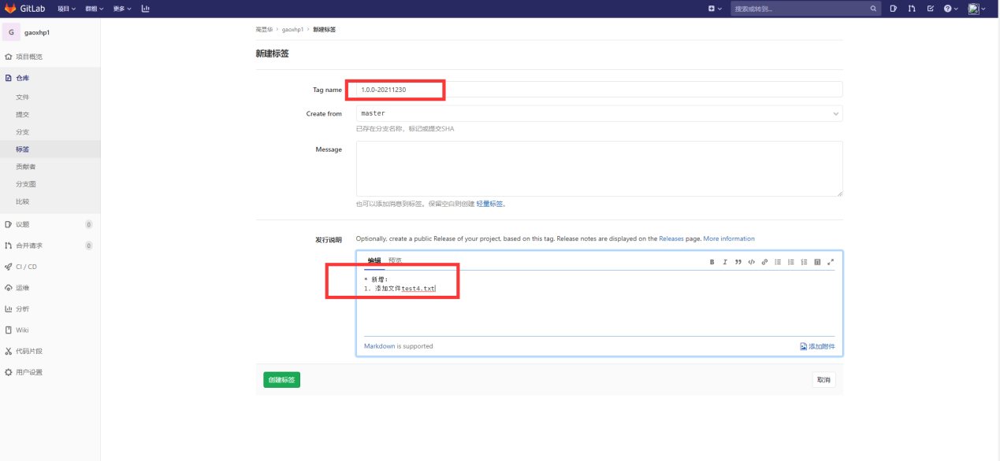 GitLab 项目 群组 更多 搜索或转到...
G gaoxhp1
高昱华 > gaoxhp1 > 新建标签
项目概览
仓库
文件
提交
分支
标签
贡献者
分支图
比较
议题 0
合并请求 0
CI / CD
运维
分析
Wiki
代码片段
用户设置
新建标签
Tag name 1.0.0-20211230
Create from master
已存在分支名称，标记或提交SHA
Message
也可以添加消息到标签。保留空白则创建 轻量标签。
发行说明 Optionally, create a public Release of your project, based on this tag. Release notes are displayed on the Releases page. More information
编辑 预览
* 新增:
1. 添加文件test4.txt
Markdown is supported 添加附件
创建标签 取消